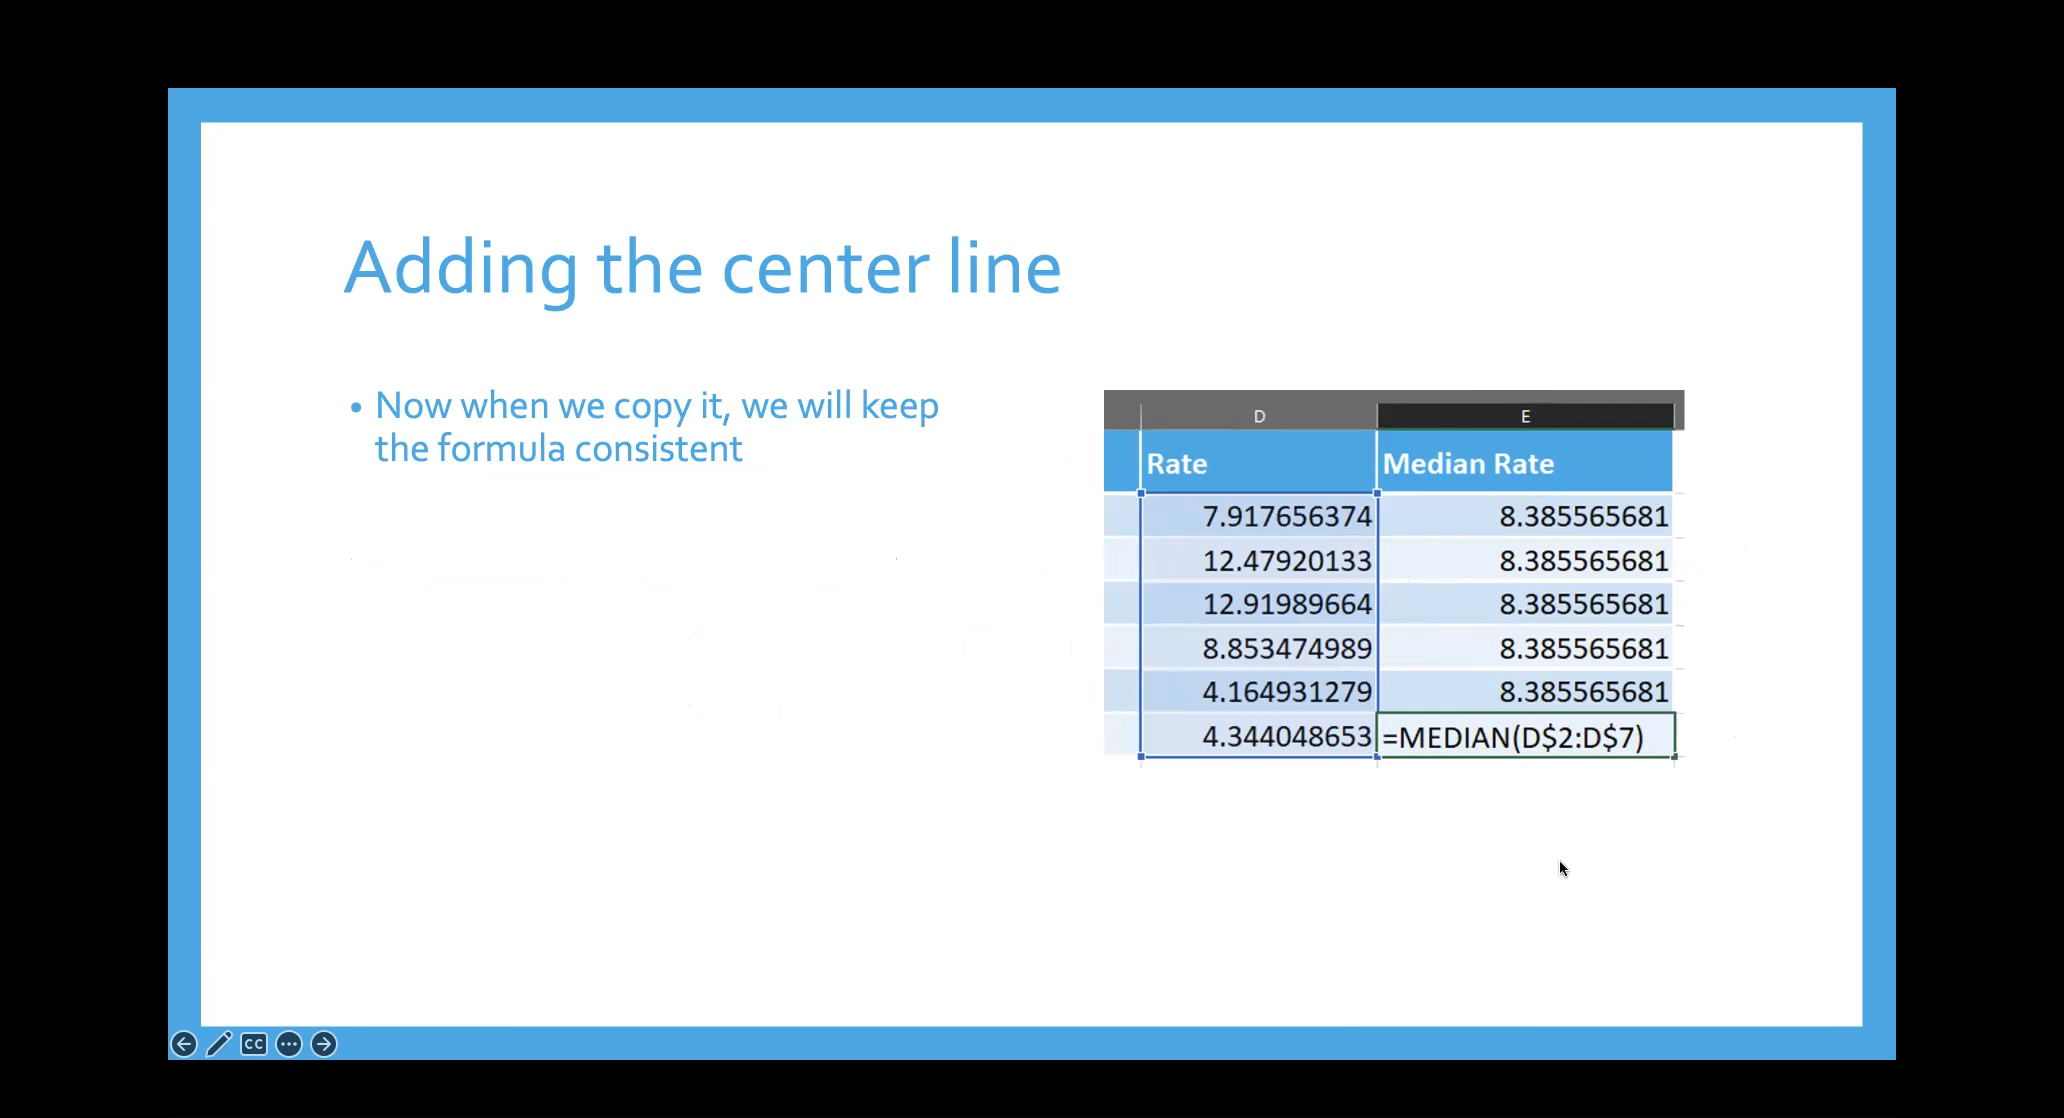 Adding the center line
• Now when we copy it, we will keep
the formula consistent
D E
Rate Median Rate
7.917656374 8.385565681
12.47920133 8.385565681
12.91989664 8.385565681
8.853474989 8.385565681
4.164931279 8.385565681
4.344048653 =MEDIAN(D$2:D$7)
CC